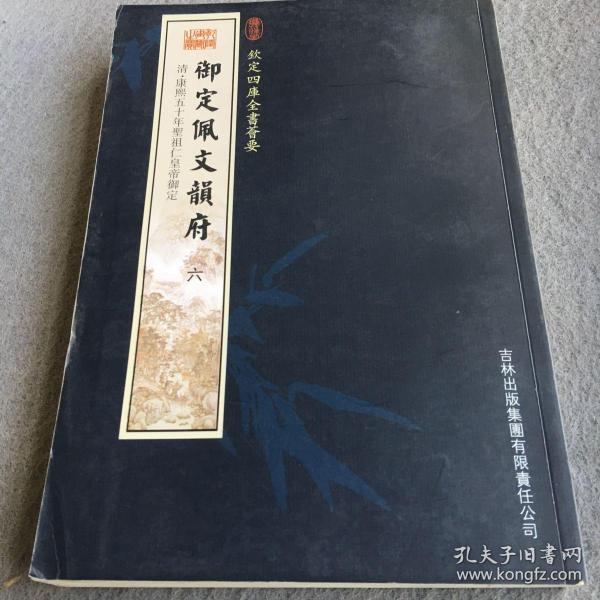 欽定四庫全書薈要
御定佩文韻府 六
清·康熙五十年聖祖仁皇帝御定
吉林出版集團有限責任公司
孔夫子旧书网
www.kongfz.com